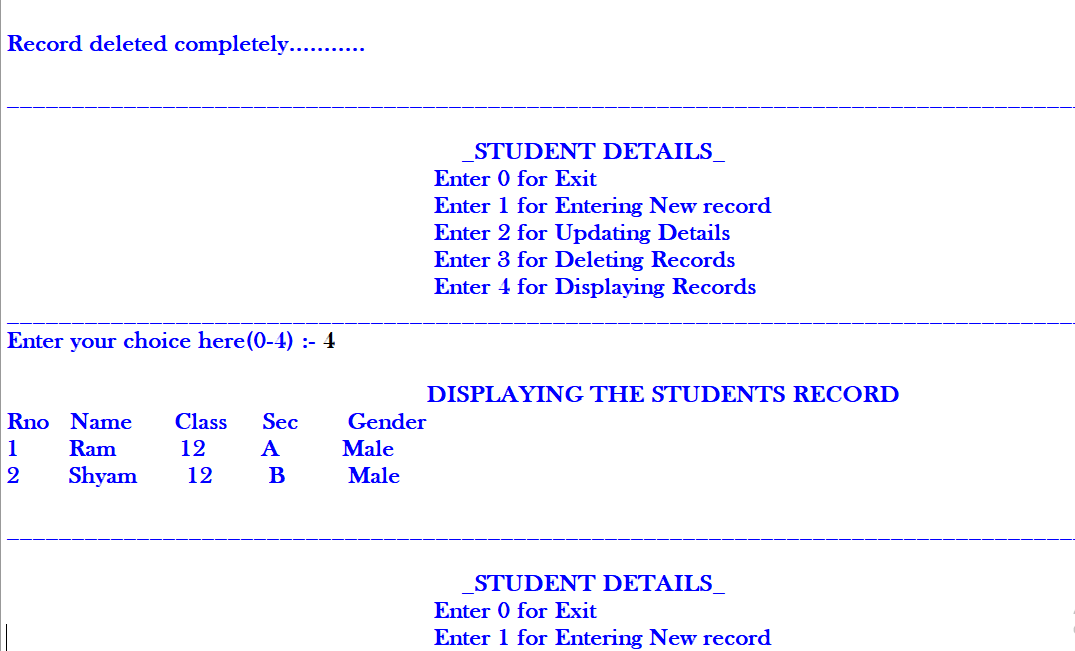 Record deleted completely...........
_STUDENT DETAILS_
Enter 0 for Exit
Enter 1 for Entering New record
Enter 2 for Updating Details
Enter 3 for Deleting Records
Enter 4 for Displaying Records
Enter your choice here(0-4) :- 4
DISPLAYING THE STUDENTS RECORD
Rno Name Class Sec Gender
1 Ram 12 A Male
2 Shyam 12 B Male
_STUDENT DETAILS_
Enter 0 for Exit
Enter 1 for Entering New record